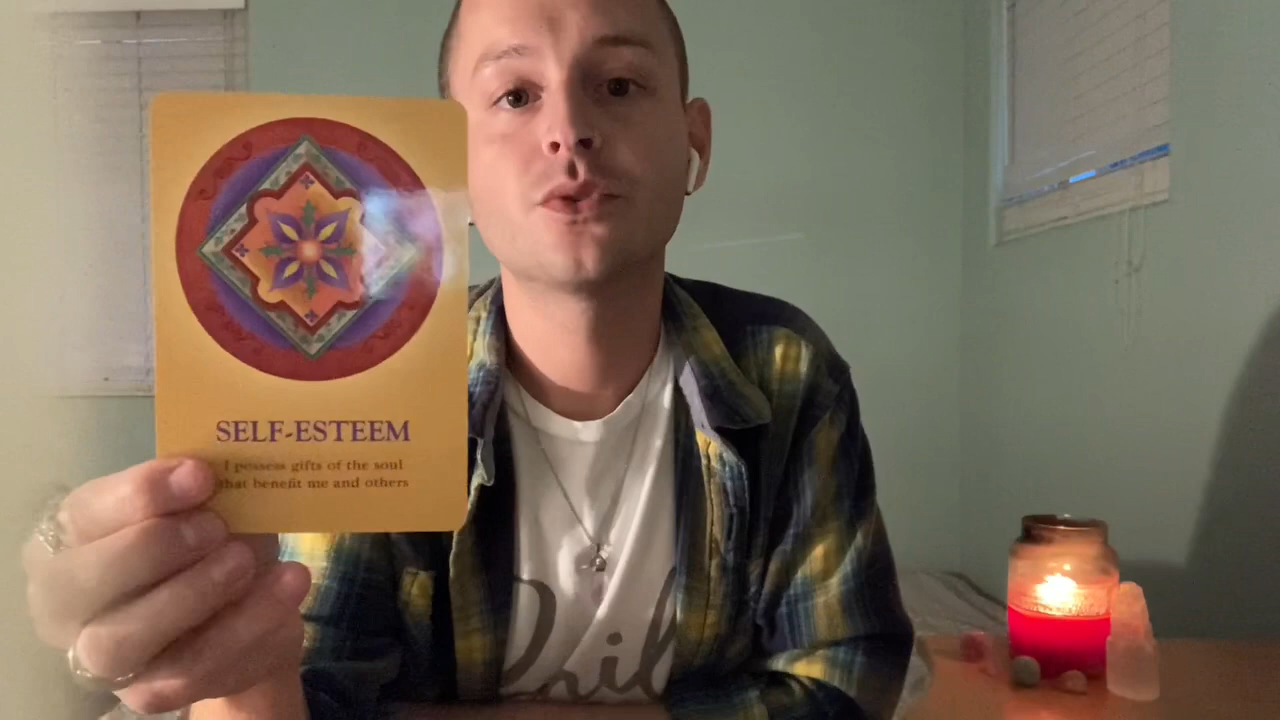 SELF-ESTEEM
I possess gifts of the soul
that benefit me and others